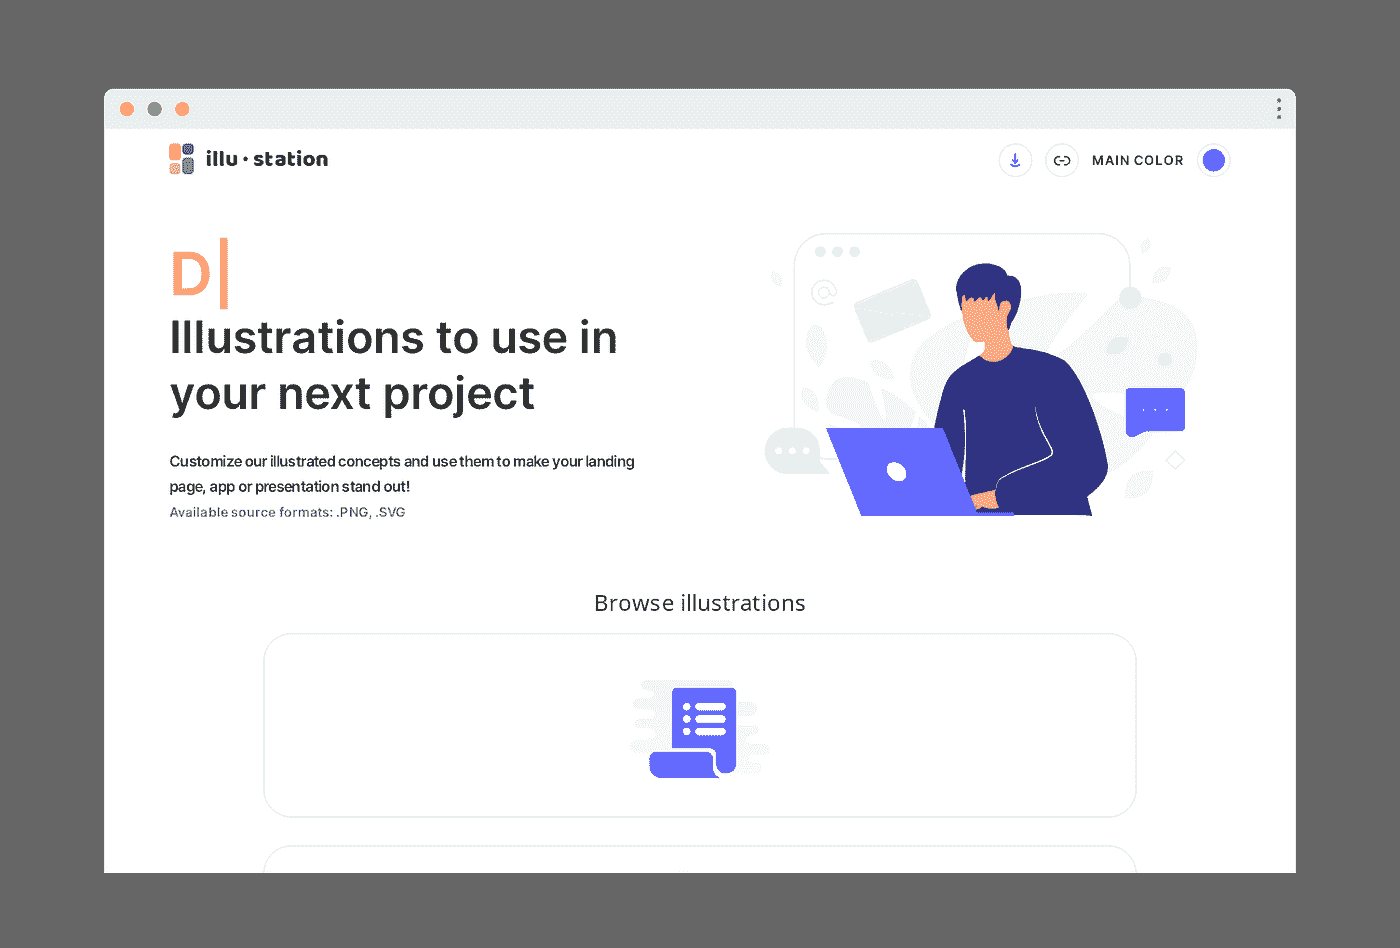 illu · station
MAIN COLOR
D
Illustrations to use in
your next project
Customize our illustrated concepts and use them to make your landing
page, app or presentation stand out!
Available source formats: .PNG, .SVG
Browse illustrations